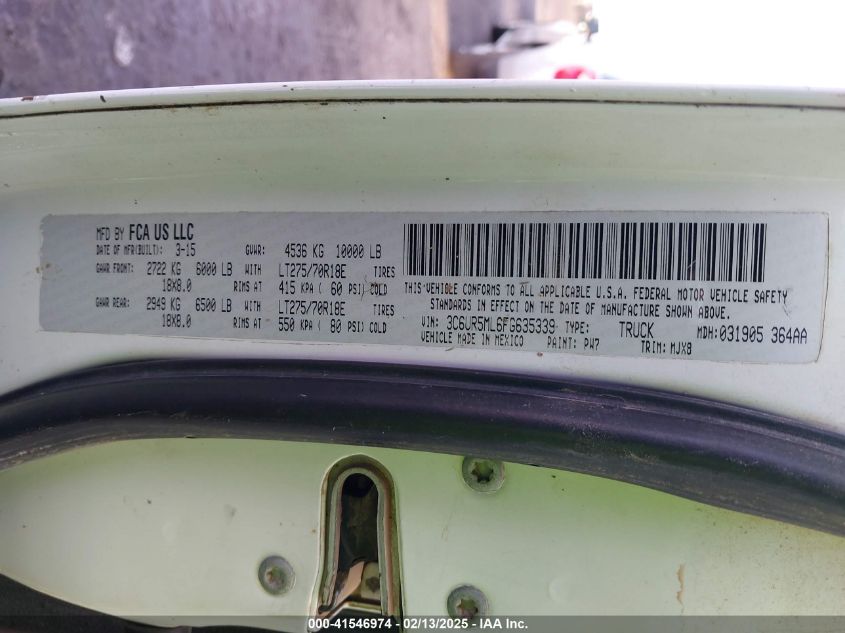 MFD BY FCA US LLC
DATE OF MFR(BUILT): 3-15 GVWR: 4536 KG 10000 LB
GAWR FRONT: 2722 KG 6000 LB WITH LT275/70R18E TIRES
18X8.0 RIMS AT 415 KPA ( 60 PSI) COLD
GAWR REAR: 2949 KG 6500 LB WITH LT275/70R18E TIRES
18X8.0 RIMS AT 550 KPA ( 80 PSI) COLD
THIS VEHICLE CONFORMS TO ALL APPLICABLE U.S.A. FEDERAL MOTOR VEHICLE SAFETY
STANDARDS IN EFFECT ON THE DATE OF MANUFACTURE SHOWN ABOVE.
VIN: 3C6UR5ML6FG635339 TYPE: TRUCK MDH: 031905 364AA
VEHICLE MADE IN MEXICO PAINT: PW7 TRIM: MJX8
000-41546974 / 02/13/2025 - IAA Inc.